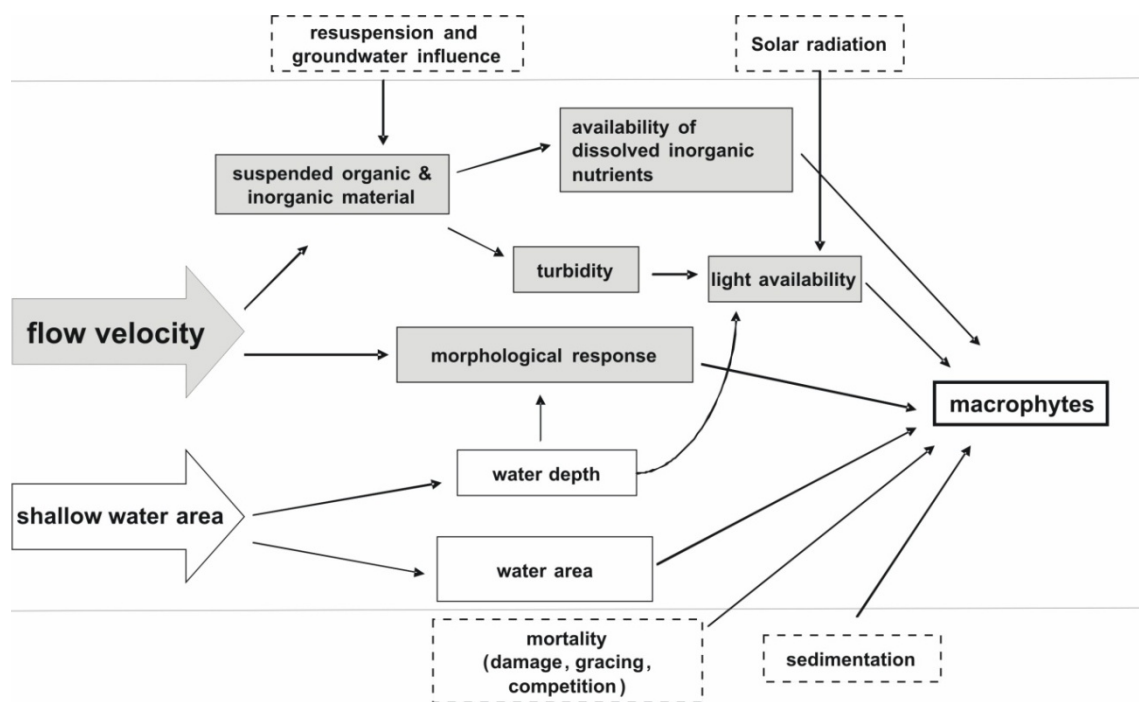 resuspension and
groundwater influence
Solar radiation
availability of
dissolved inorganic
nutrients
suspended organic &
inorganic material
turbidity
light availability
flow velocity
morphological response
macrophytes
water depth
shallow water area
water area
mortality
(damage, gracing,
competition)
sedimentation